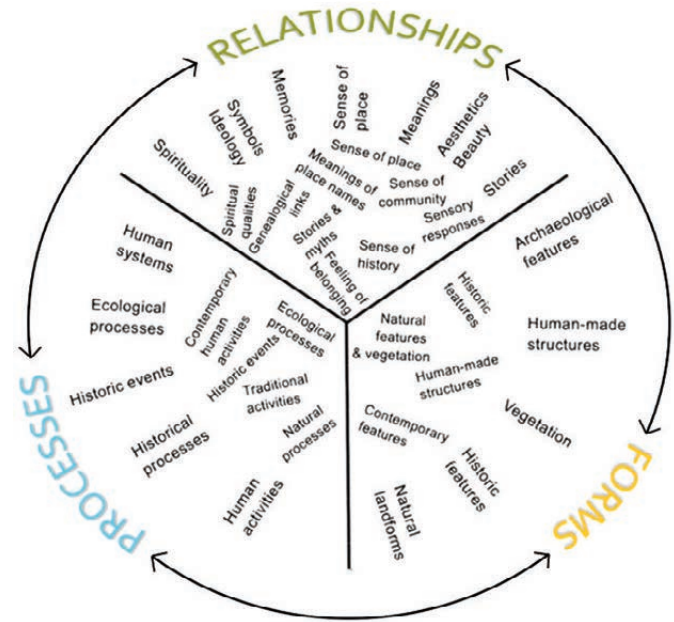 RELATIONSHIPS
Spirituality
Symbols
Ideology
Memories
Sense of
place
Meanings
Aesthetics
Beauty
Stories
Spiritual
qualities
Genealogical
links
Meanings of
place names
Sense of place
Sense of
community
Sensory
responses
Stories &
myths
Sense of
history
Feeling of
belonging
PROCESSES
Human
systems
Ecological
processes
Historic events
Historical
processes
Human
activities
Contemporary
human
activities
Ecological
processes
Historic events
Traditional
activities
Natural
processes
FORMS
Archaeological
features
Human-made
structures
Vegetation
Historic
features
Natural
landforms
Historic
features
Natural
features
& vegetation
Human-made
structures
Contemporary
features